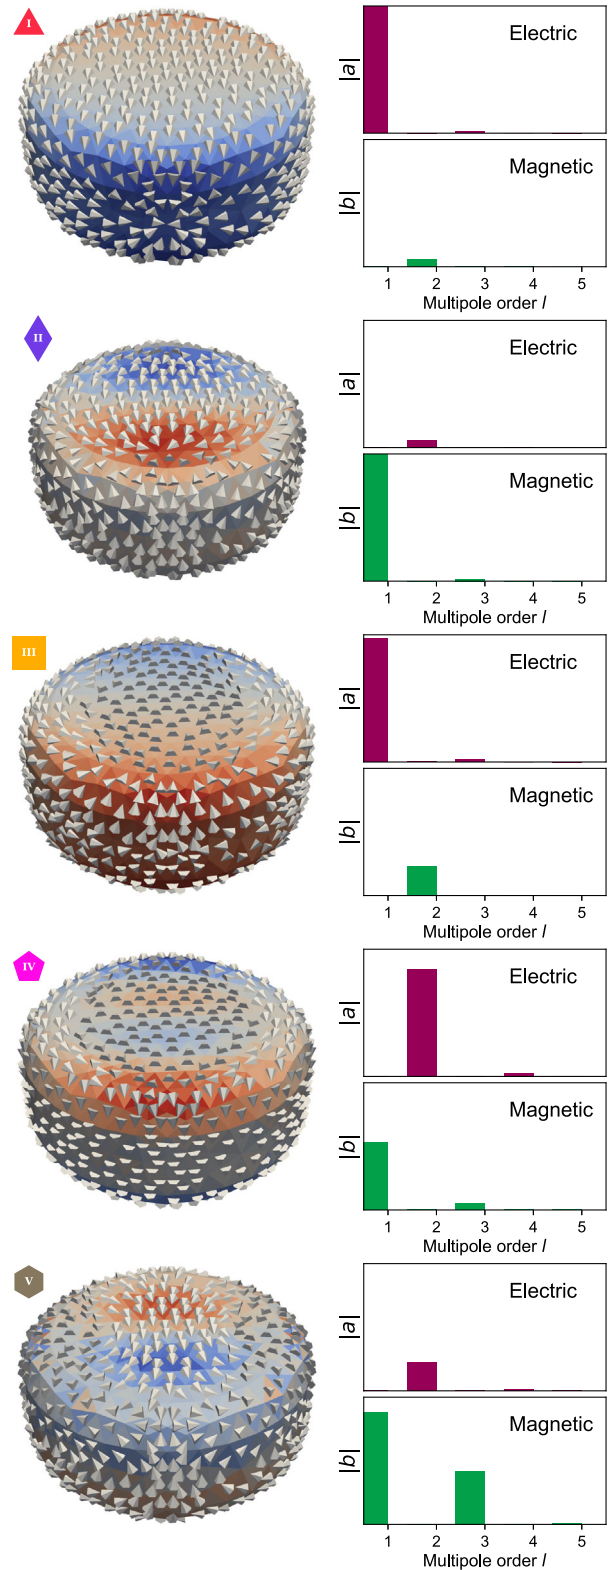 I
Electric
|a|
Magnetic
|b|
1 2 3 4 5
Multipole order l
II
Electric
|a|
Magnetic
|b|
1 2 3 4 5
Multipole order l
III
Electric
|a|
Magnetic
|b|
1 2 3 4 5
Multipole order l
IV
Electric
|a|
Magnetic
|b|
1 2 3 4 5
Multipole order l
V
Electric
|a|
Magnetic
|b|
1 2 3 4 5
Multipole order l